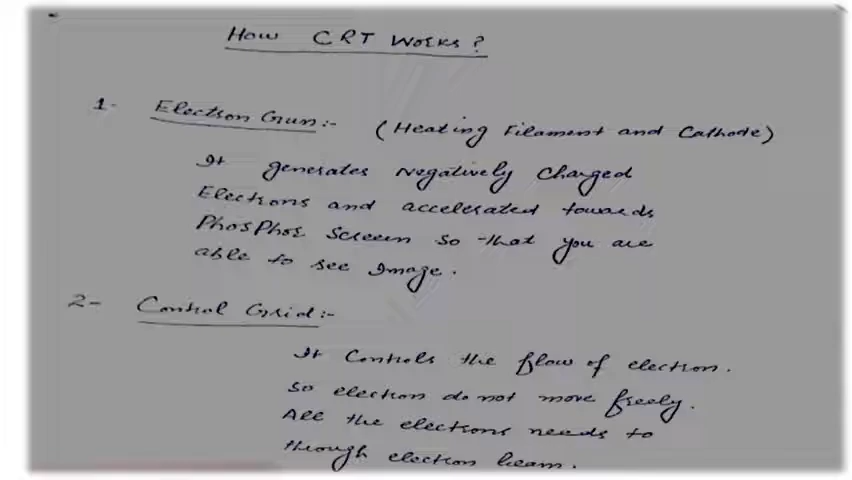 How CRT Works?
1- Electron Gun:- (Heating Filament and Cathode)
It generates Negatively Charged
Electrons and accelerated towards
Phosphor Screen so that you are
able to see Image.
2- Control Grid:-
It Controls the flow of electron.
So electron do not move freely.
All the electrons needs to
through electron beam.